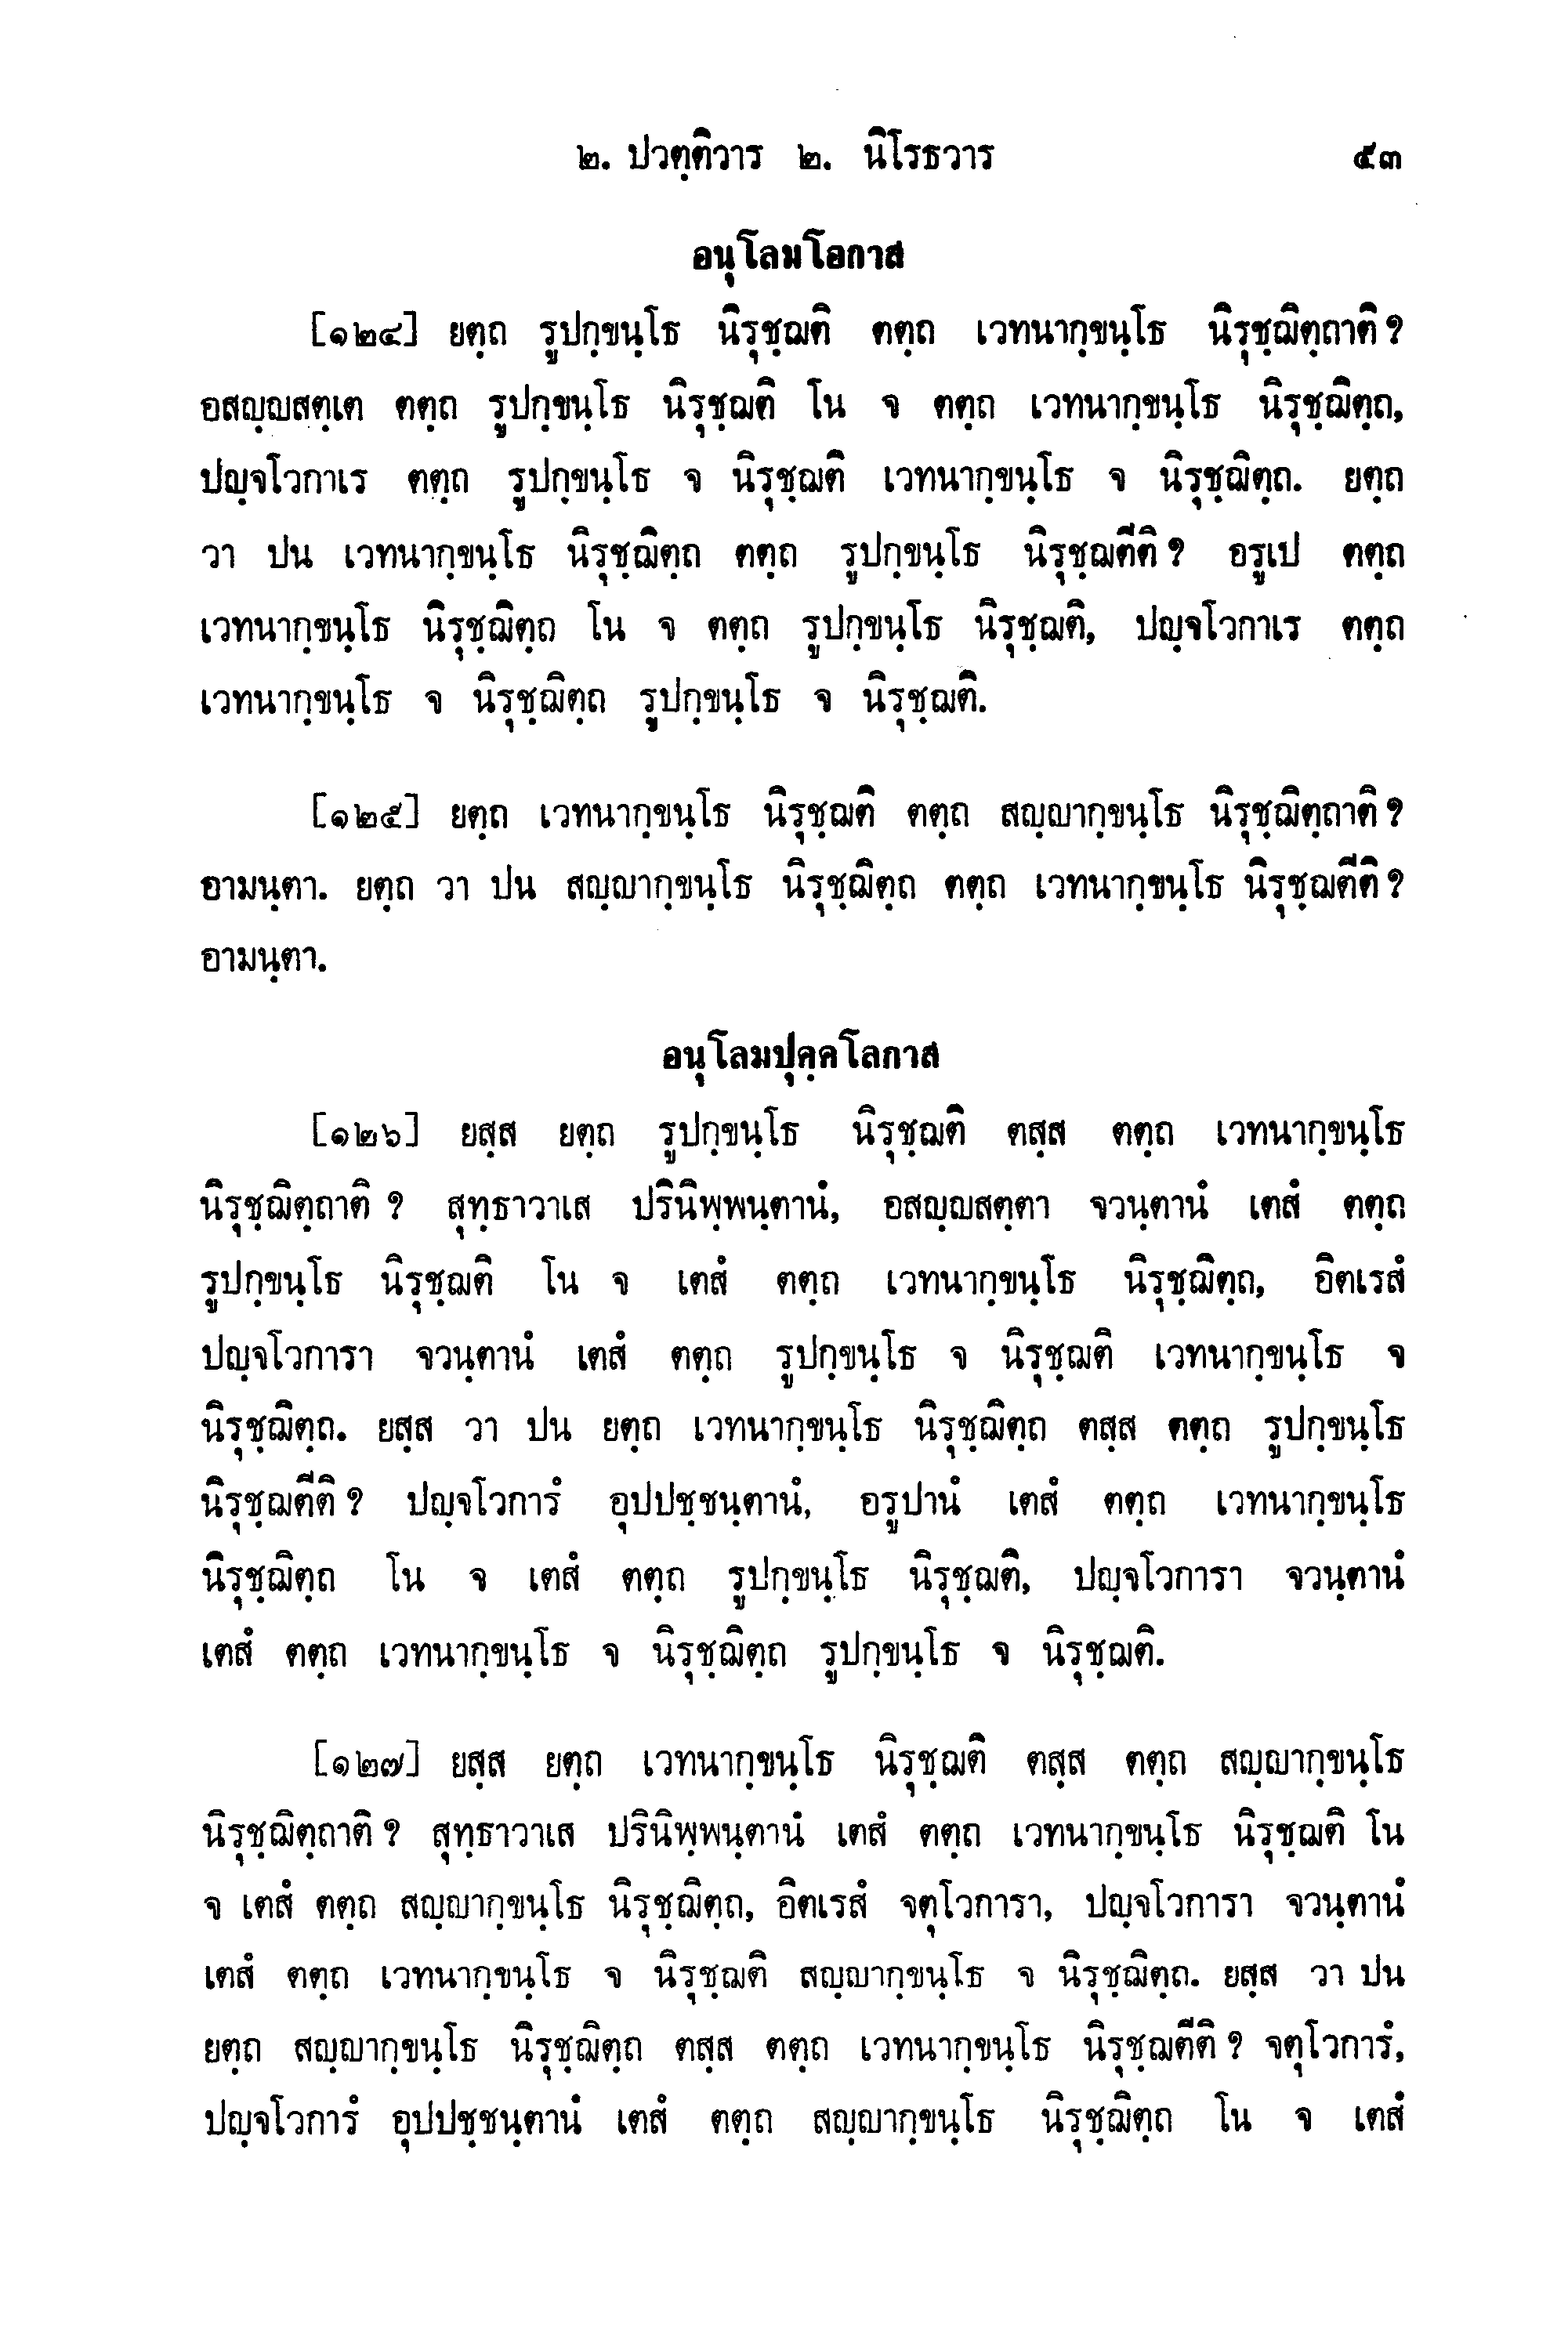 ๒. ปวตฺติวาร ๒. นิโรธวาร ๕๓
อนุโลมโอกาส
[๑๒๔] ยตฺถ รูปกฺขนฺโธ นิรุชฺฌติ ตตฺถ เวทนากฺขนฺโธ นิรุชฺฌิตฺถาติ ?
อสญฺญสตฺเต ตตฺถ รูปกฺขนฺโธ นิรุชฺฌติ โน จ ตตฺถ เวทนากฺขนฺโธ นิรุชฺฌิตฺถ,
ปญฺจโวกาเร ตตฺถ รูปกฺขนฺโธ จ นิรุชฺฌติ เวทนากฺขนฺโธ จ นิรุชฺฌิตฺถ. ยตฺถ
วา ปน เวทนากฺขนฺโธ นิรุชฺฌิตฺถ ตตฺถ รูปกฺขนฺโธ นิรุชฺฌตีติ ? อรูเป ตตฺถ
เวทนากฺขนฺโธ นิรุชฺฌิตฺถ โน จ ตตฺถ รูปกฺขนฺโธ นิรุชฺฌติ, ปญฺจโวกาเร ตตฺถ
เวทนากฺขนฺโธ จ นิรุชฺฌิตฺถ รูปกฺขนฺโธ จ นิรุชฺฌติ.
[๑๒๕] ยตฺถ เวทนากฺขนฺโธ นิรุชฺฌติ ตตฺถ สญฺญากฺขนฺโธ นิรุชฺฌิตฺถาติ ?
อามนฺตา. ยตฺถ วา ปน สญฺญากฺขนฺโธ นิรุชฺฌิตฺถ ตตฺถ เวทนากฺขนฺโธ นิรุชฺฌตีติ ?
อามนฺตา.
อนุโลมปุคฺคโลกาส
[๑๒๖] ยสฺส ยตฺถ รูปกฺขนฺโธ นิรุชฺฌติ ตสฺส ตตฺถ เวทนากฺขนฺโธ
นิรุชฺฌิตฺถาติ ? สุทฺธาวาเส ปรินิพฺพนฺตานํ, อสญฺญสตฺตา จวนฺตานํ เตสํ ตตฺถ
รูปกฺขนฺโธ นิรุชฺฌติ โน จ เตสํ ตตฺถ เวทนากฺขนฺโธ นิรุชฺฌิตฺถ, อิตเรสํ
ปญฺจโวการา จวนฺตานํ เตสํ ตตฺถ รูปกฺขนฺโธ จ นิรุชฺฌติ เวทนากฺขนฺโธ จ
นิรุชฺฌิตฺถ. ยสฺส วา ปน ยตฺถ เวทนากฺขนฺโธ นิรุชฺฌิตฺถ ตสฺส ตตฺถ รูปกฺขนฺโธ
นิรุชฺฌตีติ ? ปญฺจโวการํ อุปปชฺชนฺตานํ, อรูปานํ เตสํ ตตฺถ เวทนากฺขนฺโธ
นิรุชฺฌิตฺถ โน จ เตสํ ตตฺถ รูปกฺขนฺโธ นิรุชฺฌติ, ปญฺจโวการา จวนฺตานํ
เตสํ ตตฺถ เวทนากฺขนฺโธ จ นิรุชฺฌิตฺถ รูปกฺขนฺโธ จ นิรุชฺฌติ.
[๑๒๗] ยสฺส ยตฺถ เวทนากฺขนฺโธ นิรุชฺฌติ ตสฺส ตตฺถ สญฺญากฺขนฺโธ
นิรุชฺฌิตฺถาติ ? สุทฺธาวาเส ปรินิพฺพนฺตานํ เตสํ ตตฺถ เวทนากฺขนฺโธ นิรุชฺฌติ โน
จ เตสํ ตตฺถ สญฺญากฺขนฺโธ นิรุชฺฌิตฺถ, อิตเรสํ จตุโวการา, ปญฺจโวการา จวนฺตานํ
เตสํ ตตฺถ เวทนากฺขนฺโธ จ นิรุชฺฌติ สญฺญากฺขนฺโธ จ นิรุชฺฌิตฺถ. ยสฺส วา ปน
ยตฺถ สญฺญากฺขนฺโธ นิรุชฺฌิตฺถ ตสฺส ตตฺถ เวทนากฺขนฺโธ นิรุชฺฌตีติ ? จตุโวการํ,
ปญฺจโวการํ อุปปชฺชนฺตานํ เตสํ ตตฺถ สญฺญากฺขนฺโธ นิรุชฺฌิตฺถ โน จ เตสํ